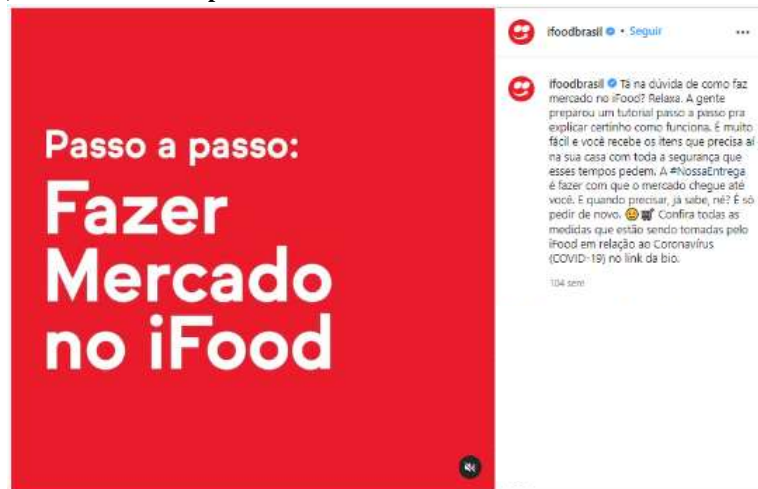 Passo a passo:
Fazer
Mercado
no iFood
ifoodbrasil • Seguir
ifoodbrasil Tá na dúvida de como faz
mercado no iFood? Relaxa. A gente
preparou um tutorial passo a passo pra
explicar certinho como funciona. É muito
fácil e você recebe os itens que precisa aí
na sua casa com toda a segurança que
esses tempos pedem. A #NossaEntrega
é fazer com que o mercado chegue até
você. E quando precisar, já sabe, né? É só
pedir de novo. Confira todas as
medidas que estão sendo tomadas pelo
iFood em relação ao Coronavírus
(COVID-19) no link da bio.
104 sem